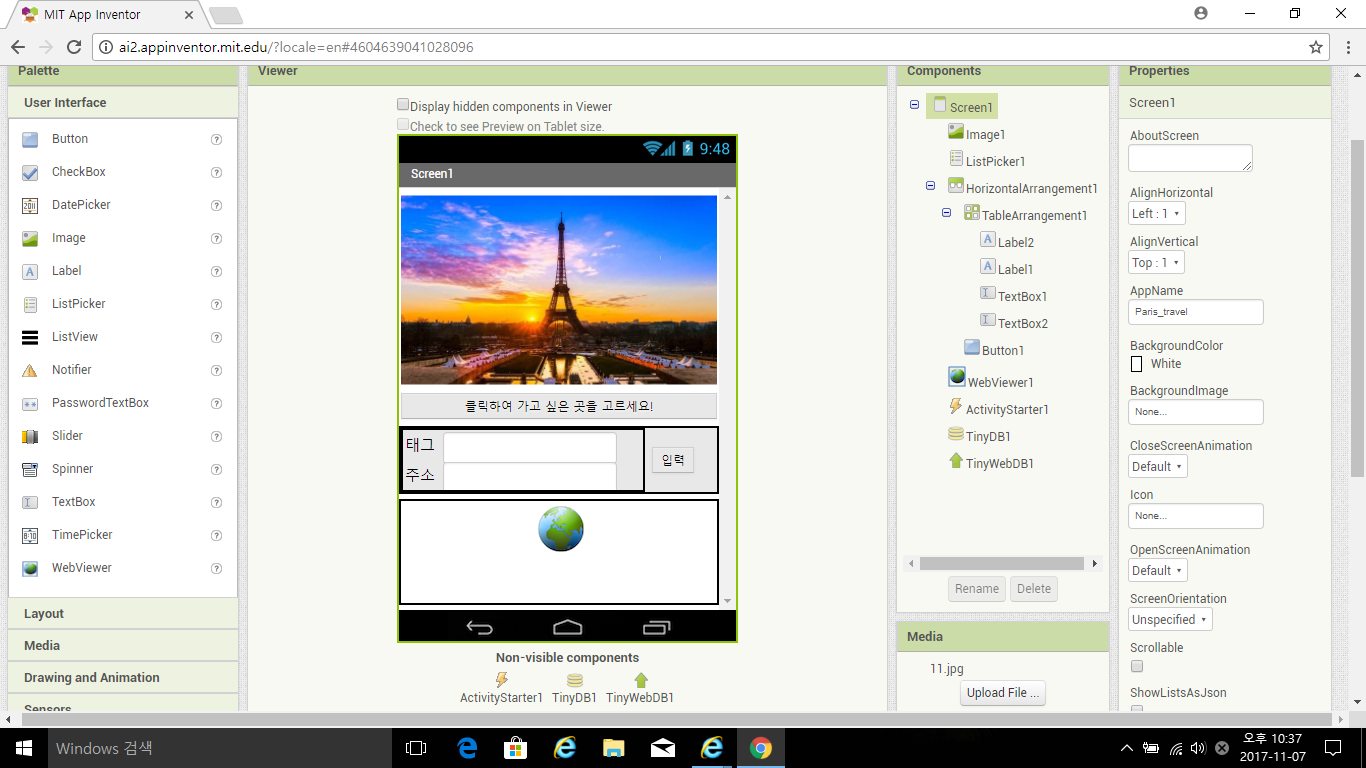 MIT App Inventor
ai2.appinventor.mit.edu/?locale=en#4604639041028096
Palette
User Interface
Button
CheckBox
DatePicker
Image
Label
ListPicker
ListView
Notifier
PasswordTextBox
Slider
Spinner
TextBox
TimePicker
WebViewer
Layout
Media
Drawing and Animation
Sensors
Viewer
Display hidden components in Viewer
Check to see Preview on Tablet size.
9:48
Screen1
클릭하여 가고 싶은 곳을 고르세요!
태그
주소
입력
Non-visible components
ActivityStarter1 TinyDB1 TinyWebDB1
Components
Screen1
Image1
ListPicker1
HorizontalArrangement1
TableArrangement1
Label2
Label1
TextBox1
TextBox2
Button1
WebViewer1
ActivityStarter1
TinyDB1
TinyWebDB1
Rename Delete
Media
11.jpg
Upload File ...
Properties
Screen1
AboutScreen
AlignHorizontal
Left : 1
AlignVertical
Top : 1
AppName
Paris_travel
BackgroundColor
White
BackgroundImage
None...
CloseScreenAnimation
Default
Icon
None...
OpenScreenAnimation
Default
ScreenOrientation
Unspecified
Scrollable
ShowListsAsJson
Windows 검색
오후 10:37
2017-11-07